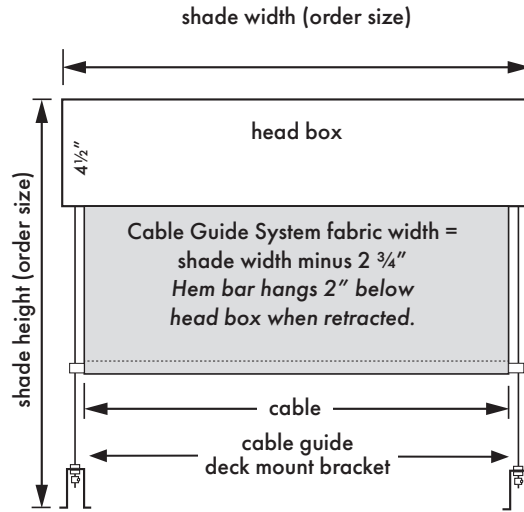 shade width (order size)
head box
4½"
shade height (order size)
Cable Guide System fabric width =
shade width minus 2 ¾"
Hem bar hangs 2" below
head box when retracted.
cable
cable guide
deck mount bracket